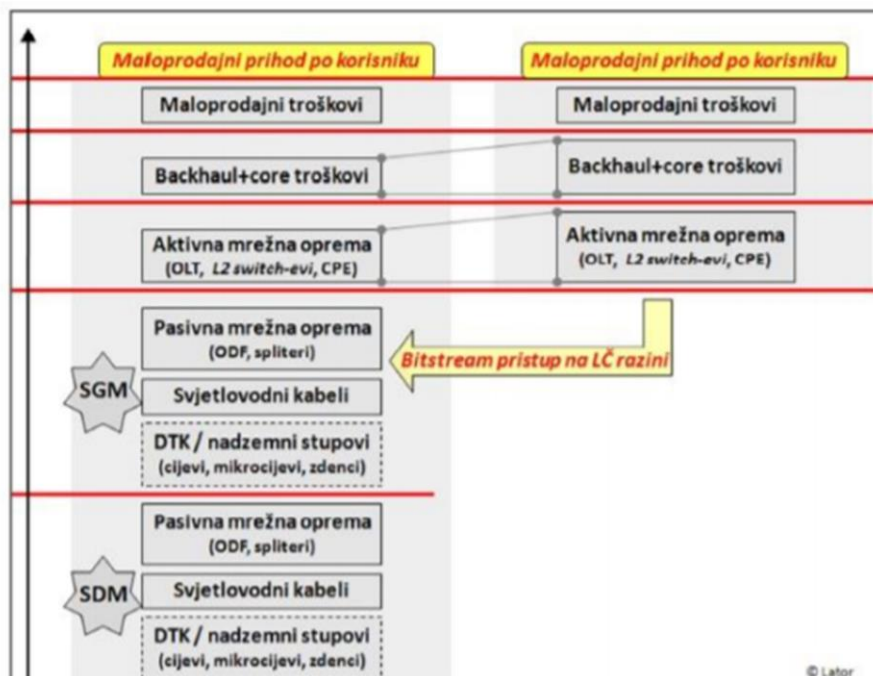 Maloprodajni prihod po korisniku
Maloprodajni prihod po korisniku
Maloprodajni troškovi
Maloprodajni troškovi
Backhaul+core troškovi
Backhaul+core troškovi
Aktivna mrežna oprema
(OLT, L2 switch-evi, CPE)
Aktivna mrežna oprema
(OLT, L2 switch-evi, CPE)
Pasivna mrežna oprema
(ODF, spliteri)
Bitstream pristup na LČ razini
SGM
Svjetlovodni kabeli
DTK / nadzemni stupovi
(cijevi, mikrocijevi, zdenci)
Pasivna mrežna oprema
(ODF, spliteri)
SDM
Svjetlovodni kabeli
DTK / nadzemni stupovi
(cijevi, mikrocijevi, zdenci)
© Lator